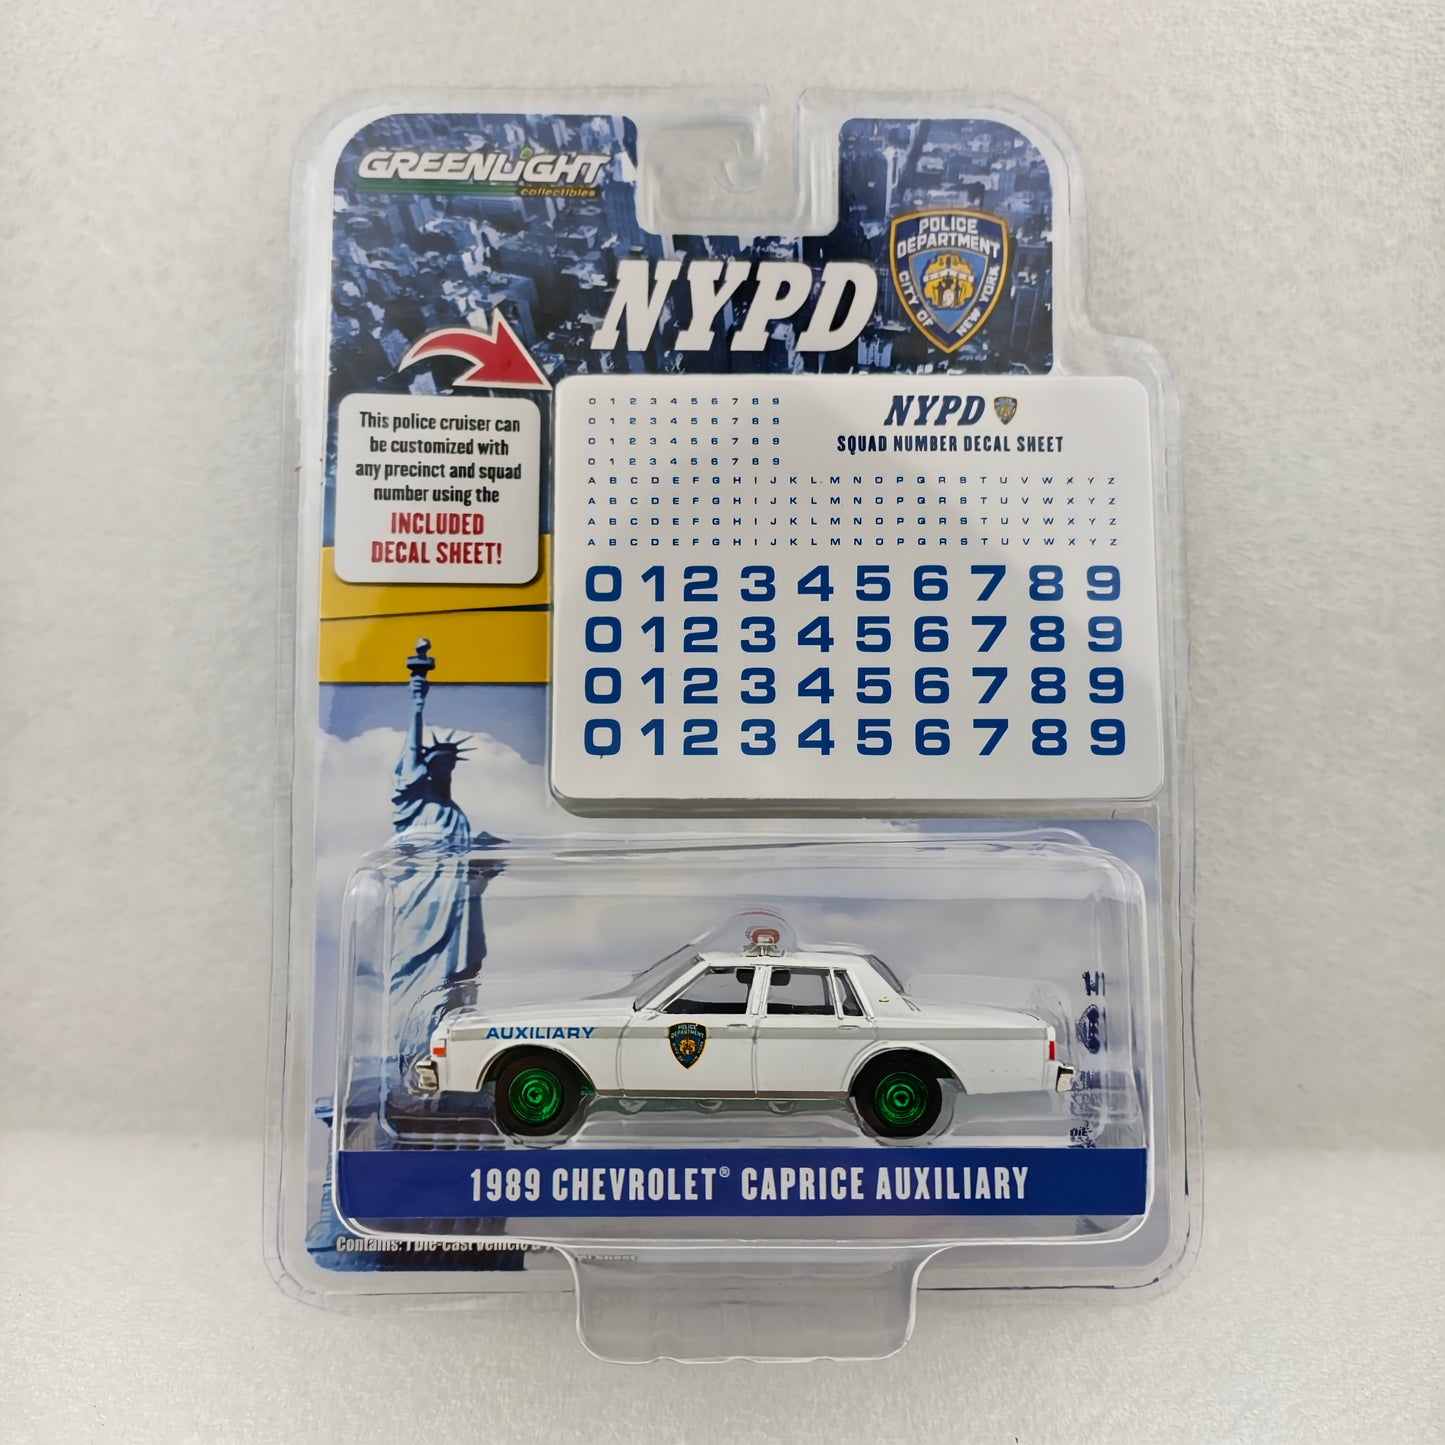 GREENLIGHT
collectibles
NYPD
POLICE
DEPARTMENT
CITY OF
NEW YORK
This police cruiser can
be customized with
any precinct and squad
number using the
INCLUDED
DECAL SHEET!
NYPD
SQUAD NUMBER DECAL SHEET
0 1 2 3 4 5 6 7 8 9
0 1 2 3 4 5 6 7 8 9
0 1 2 3 4 5 6 7 8 9
0 1 2 3 4 5 6 7 8 9
A B C D E F G H I J K L M N O P Q R S T U V W X Y Z
A B C D E F G H I J K L M N O P Q R S T U V W X Y Z
A B C D E F G H I J K L M N O P Q R S T U V W X Y Z
A B C D E F G H I J K L M N O P Q R S T U V W X Y Z
0 1 2 3 4 5 6 7 8 9
0 1 2 3 4 5 6 7 8 9
0 1 2 3 4 5 6 7 8 9
0 1 2 3 4 5 6 7 8 9
AUXILIARY
POLICE
DEPARTMENT
1989 CHEVROLET® CAPRICE AUXILIARY
Contains: 1 Die-Cast Vehicle &